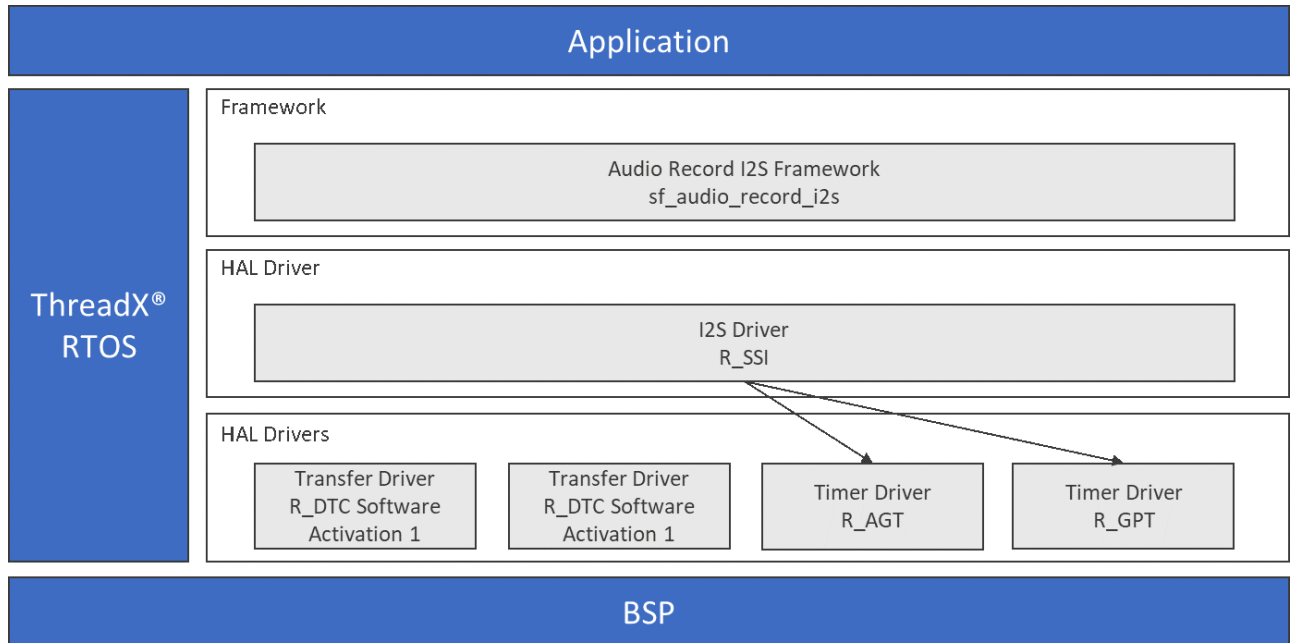 Application
ThreadX®
RTOS
Framework
Audio Record I2S Framework
sf_audio_record_i2s
HAL Driver
I2S Driver
R_SSI
HAL Drivers
Transfer Driver
R_DTC Software
Activation 1
Transfer Driver
R_DTC Software
Activation 1
Timer Driver
R_AGT
Timer Driver
R_GPT
BSP